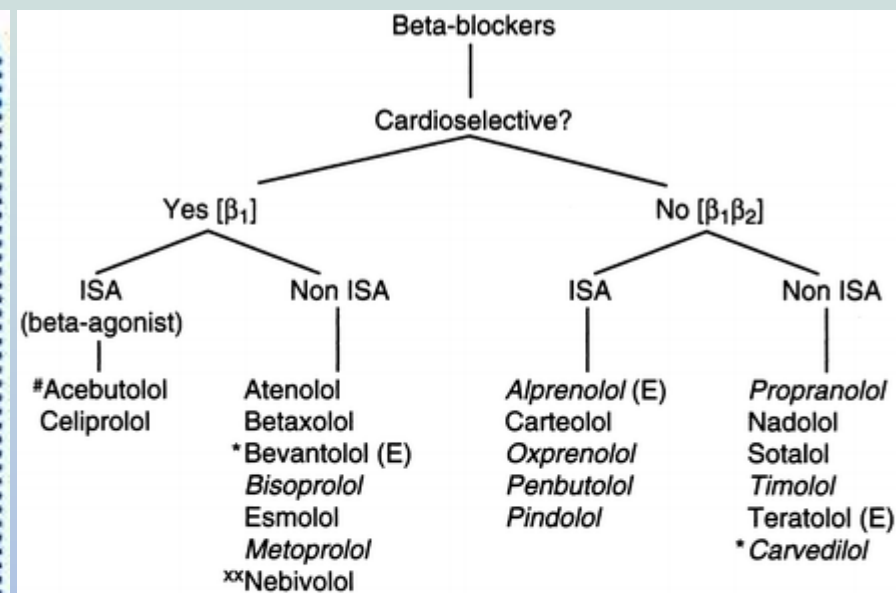 Beta-blockers
Cardioselective?
Yes [β₁]
No [β₁β₂]
ISA
(beta-agonist)
Non ISA
ISA
Non ISA
#Acebutolol
Celiprolol
Atenolol
Betaxolol
*Bevantolol (E)
Bisoprolol
Esmolol
Metoprolol
xxNebivolol
Alprenolol (E)
Carteolol
Oxprenolol
Penbutolol
Pindolol
Propranolol
Nadolol
Sotalol
Timolol
Teratolol (E)
*Carvedilol